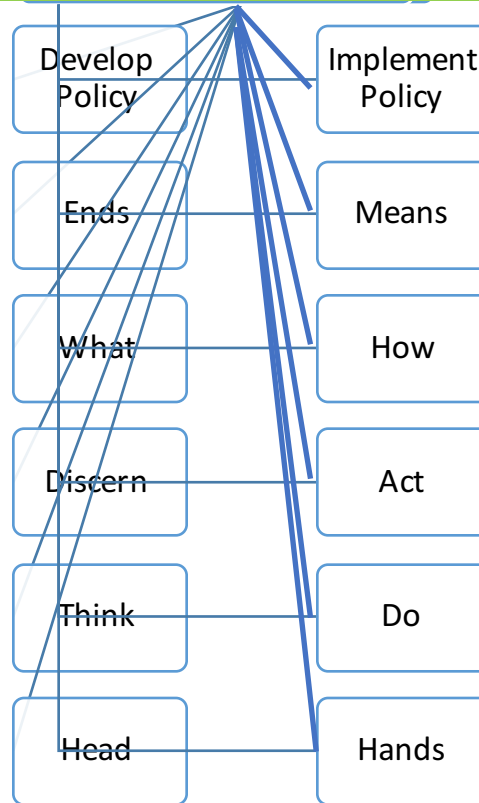 Develop
Policy
Implement
Policy
Ends
Means
What
How
Discern
Act
Think
Do
Head
Hands